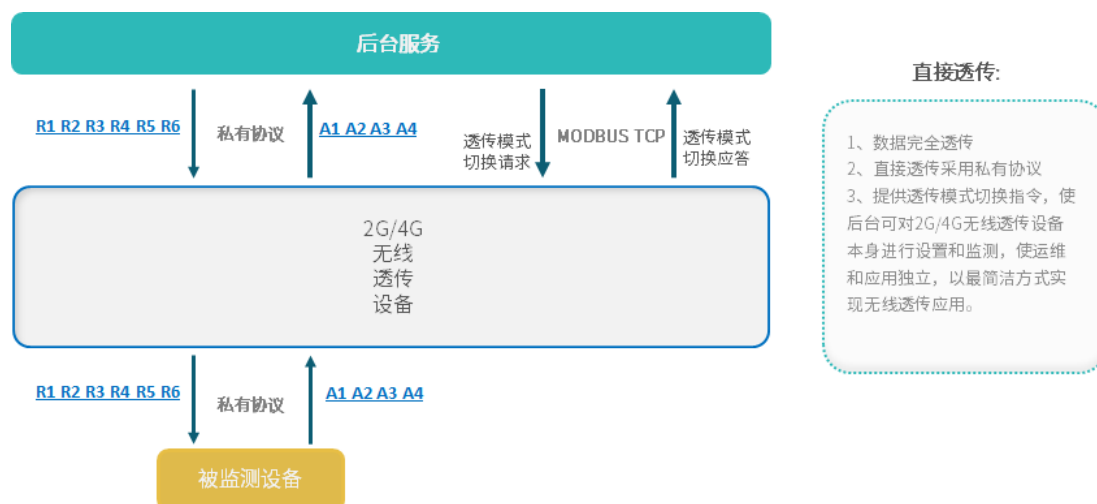 后台服务
R1 R2 R3 R4 R5 R6
私有协议
A1 A2 A3 A4
透传模式
切换请求
MODBUS TCP
透传模式
切换应答
2G/4G
无线
透传
设备
R1 R2 R3 R4 R5 R6
私有协议
A1 A2 A3 A4
被监测设备
直接透传:
1、数据完全透传
2、直接透传采用私有协议
3、提供透传模式切换指令，使
后台可对2G/4G无线透传设备
本身进行设置和监测，使运维
和应用独立，以最简洁方式实
现无线透传应用。